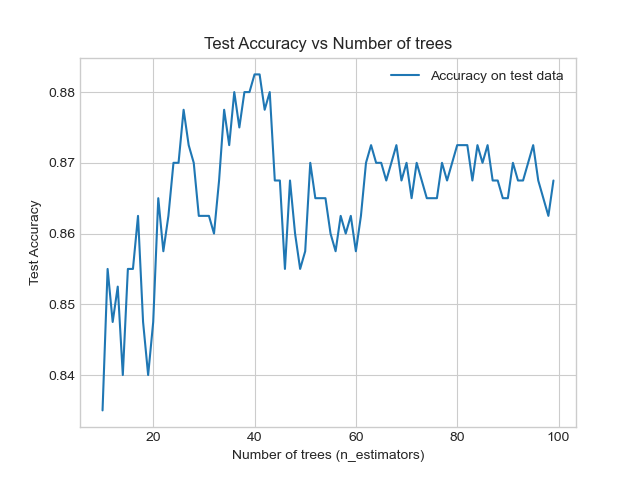 Test Accuracy vs Number of trees
Accuracy on test data
0.88
0.87
0.86
0.85
0.84
Test Accuracy
20 40 60 80 100
Number of trees (n_estimators)